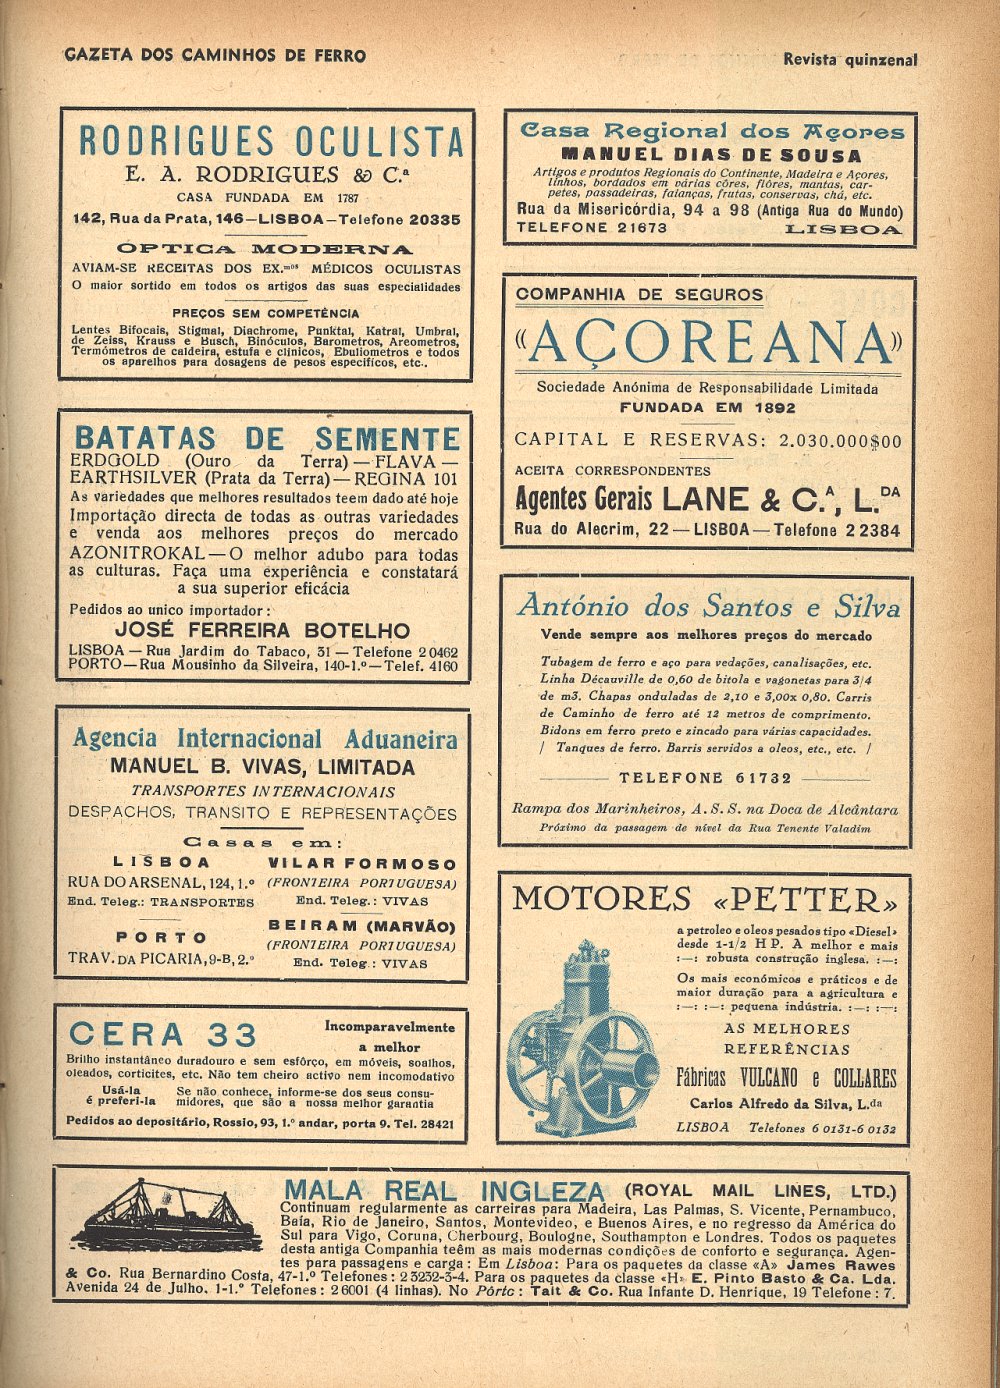 GAZETA DOS CAMINHOS DE FERRO
Revista quinzenal
RODRIGUES OCULISTA
E. A. RODRIGUES & C.ª
CASA FUNDADA EM 1787
142, Rua da Prata, 146—LISBOA—Telefone 20335
ÓPTICA MODERNA
AVIAM-SE RECEITAS DOS EX.mos MÉDICOS OCULISTAS
O maior sortido em todos os artigos das suas especialidades
PREÇOS SEM COMPETÊNCIA
Lentes Bifocais, Stigmal, Diachrome, Punktal, Katral, Umbral,
de Zeiss, Krauss e Busch, Binóculos, Barometros, Areometros,
Termómetros de caldeira, estufa e clínicos, Ebuliometros e todos
os aparelhos para dosagens de pesos específicos, etc..
BATATAS DE SEMENTE
ERDGOLD (Ouro da Terra)—FLAVA—
EARTHSILVER (Prata da Terra)—REGINA 101
As variedades que melhores resultados teem dado até hoje
Importação directa de todas as outras variedades
e venda aos melhores preços do mercado
AZONITROKAL—O melhor adubo para todas
as culturas. Faça uma experiência e constatará
a sua superior eficácia
Pedidos ao unico importador:
JOSÉ FERREIRA BOTELHO
LISBOA — Rua Jardim do Tabaco, 31 — Telefone 2 0462
PORTO—Rua Mousinho da Silveira, 140-1.º—Telef. 4160
Agencia Internacional Aduaneira
MANUEL B. VIVAS, LIMITADA
TRANSPORTES INTERNACIONAIS
DESPACHOS, TRANSITO E REPRESENTAÇÕES
Casas em:
LISBOA
RUA DO ARSENAL, 124, 1.º
End. Teleg.: TRANSPORTES
PORTO
TRAV. DA PICARIA, 9-B, 2.º
VILAR FORMOSO
(FRONTEIRA PORTUGUESA)
End. Teleg.: VIVAS
BEIRAM (MARVÃO)
(FRONTEIRA PORTUGUESA)
End. Teleg : VIVAS
CERA 33
Incomparavelmente
a melhor
Brilho instantâneo duradouro e sem esfôrço, em móveis, soalhos,
oleados, corticites, etc. Não tem cheiro activo nem incomodativo
Usá-la
é preferi-la
Se não conhece, informe-se dos seus consu-
midores, que são a nossa melhor garantia
Pedidos ao depositário, Rossio, 93, 1.º andar, porta 9. Tel. 28421
Casa Regional dos Açores
MANUEL DIAS DE SOUSA
Artigos e produtos Regionais do Continente, Madeira e Açores,
linhos, bordados em várias côres, flôres, mantas, car-
petes, passadeiras, faianças, frutas, conservas, chá, etc.
Rua da Misericórdia, 94 a 98 (Antiga Rua do Mundo)
TELEFONE 21673 LISBOA
COMPANHIA DE SEGUROS
«AÇOREANA»
Sociedade Anónima de Responsabilidade Limitada
FUNDADA EM 1892
CAPITAL E RESERVAS: 2.030.000$00
ACEITA CORRESPONDENTES
Agentes Gerais LANE & C.A, L.DA
Rua do Alecrim, 22—LISBOA—Telefone 2 2384
António dos Santos e Silva
Vende sempre aos melhores preços do mercado
Tubagem de ferro e aço para vedações, canalisações, etc.
Linha Décauville de 0,60 de bitola e vagonetas para 3/4
de m3. Chapas onduladas de 2,10 e 3,00x 0,80. Carris
de Caminho de ferro até 12 metros de comprimento.
Bidons em ferro preto e zincado para várias capacidades.
/ Tanques de ferro. Barris servidos a oleos, etc., etc. /
TELEFONE 61732
Rampa dos Marinheiros, A. S. S. na Doca de Alcântara
Próximo da passagem de nível da Rua Tenente Valadim
MOTORES «PETTER»
a petroleo e oleos pesados tipo «Diesel»
desde 1-1/2 HP. A melhor e mais
:—: robusta construção inglesa. :—:
Os mais económicos e práticos e de
maior duração para a agricultura e
:—: :—: pequena indústria. :—: :—:
AS MELHORES
REFERÊNCIAS
Fábricas VULCANO e COLLARES
Carlos Alfredo da Silva, L.da
LISBOA Telefones 6 0131-6 0132
MALA REAL INGLEZA (ROYAL MAIL LINES, LTD.)
Continuam regularmente as carreiras para Madeira, Las Palmas, S. Vicente, Pernambuco,
Baía, Rio de Janeiro, Santos, Montevideo, e Buenos Aires, e no regresso da América do
Sul para Vigo, Coruna, Cherbourg, Boulogne, Southampton e Londres. Todos os paquetes
desta antiga Companhia teêm as mais modernas condições de conforto e segurança. Agen-
tes para passagens e carga: Em Lisboa: Para os paquetes da classe «A» James Rawes
& Co. Rua Bernardino Costa, 47-1.º Telefones: 2 3232-3-4. Para os paquetes da classe «H» E. Pinto Basto & Ca. Lda.
Avenida 24 de Julho, 1-1.º Telefones: 2 6001 (4 linhas). No Pôrto: Tait & Co. Rua Infante D. Henrique, 19 Telefone: 7.